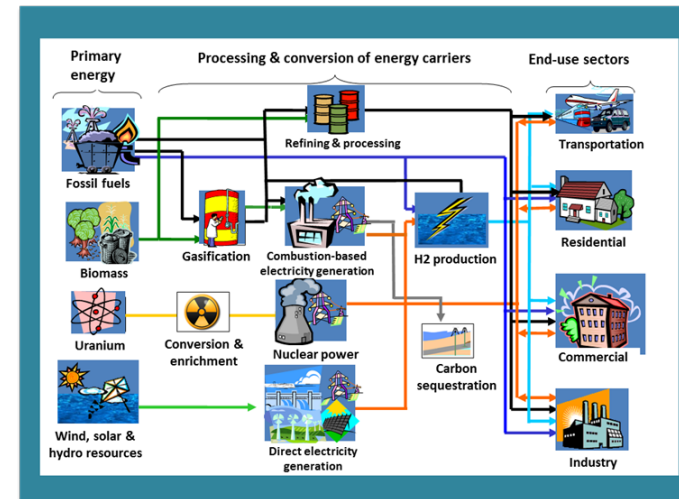 Primary
energy
Processing & conversion of energy carriers
End-use sectors
Fossil fuels
Refining & processing
Transportation
Biomass
Gasification
Combustion-based
electricity generation
H2 production
Residential
Uranium
Conversion &
enrichment
Nuclear power
Carbon
sequestration
Commercial
Wind, solar &
hydro resources
Direct electricity
generation
Industry